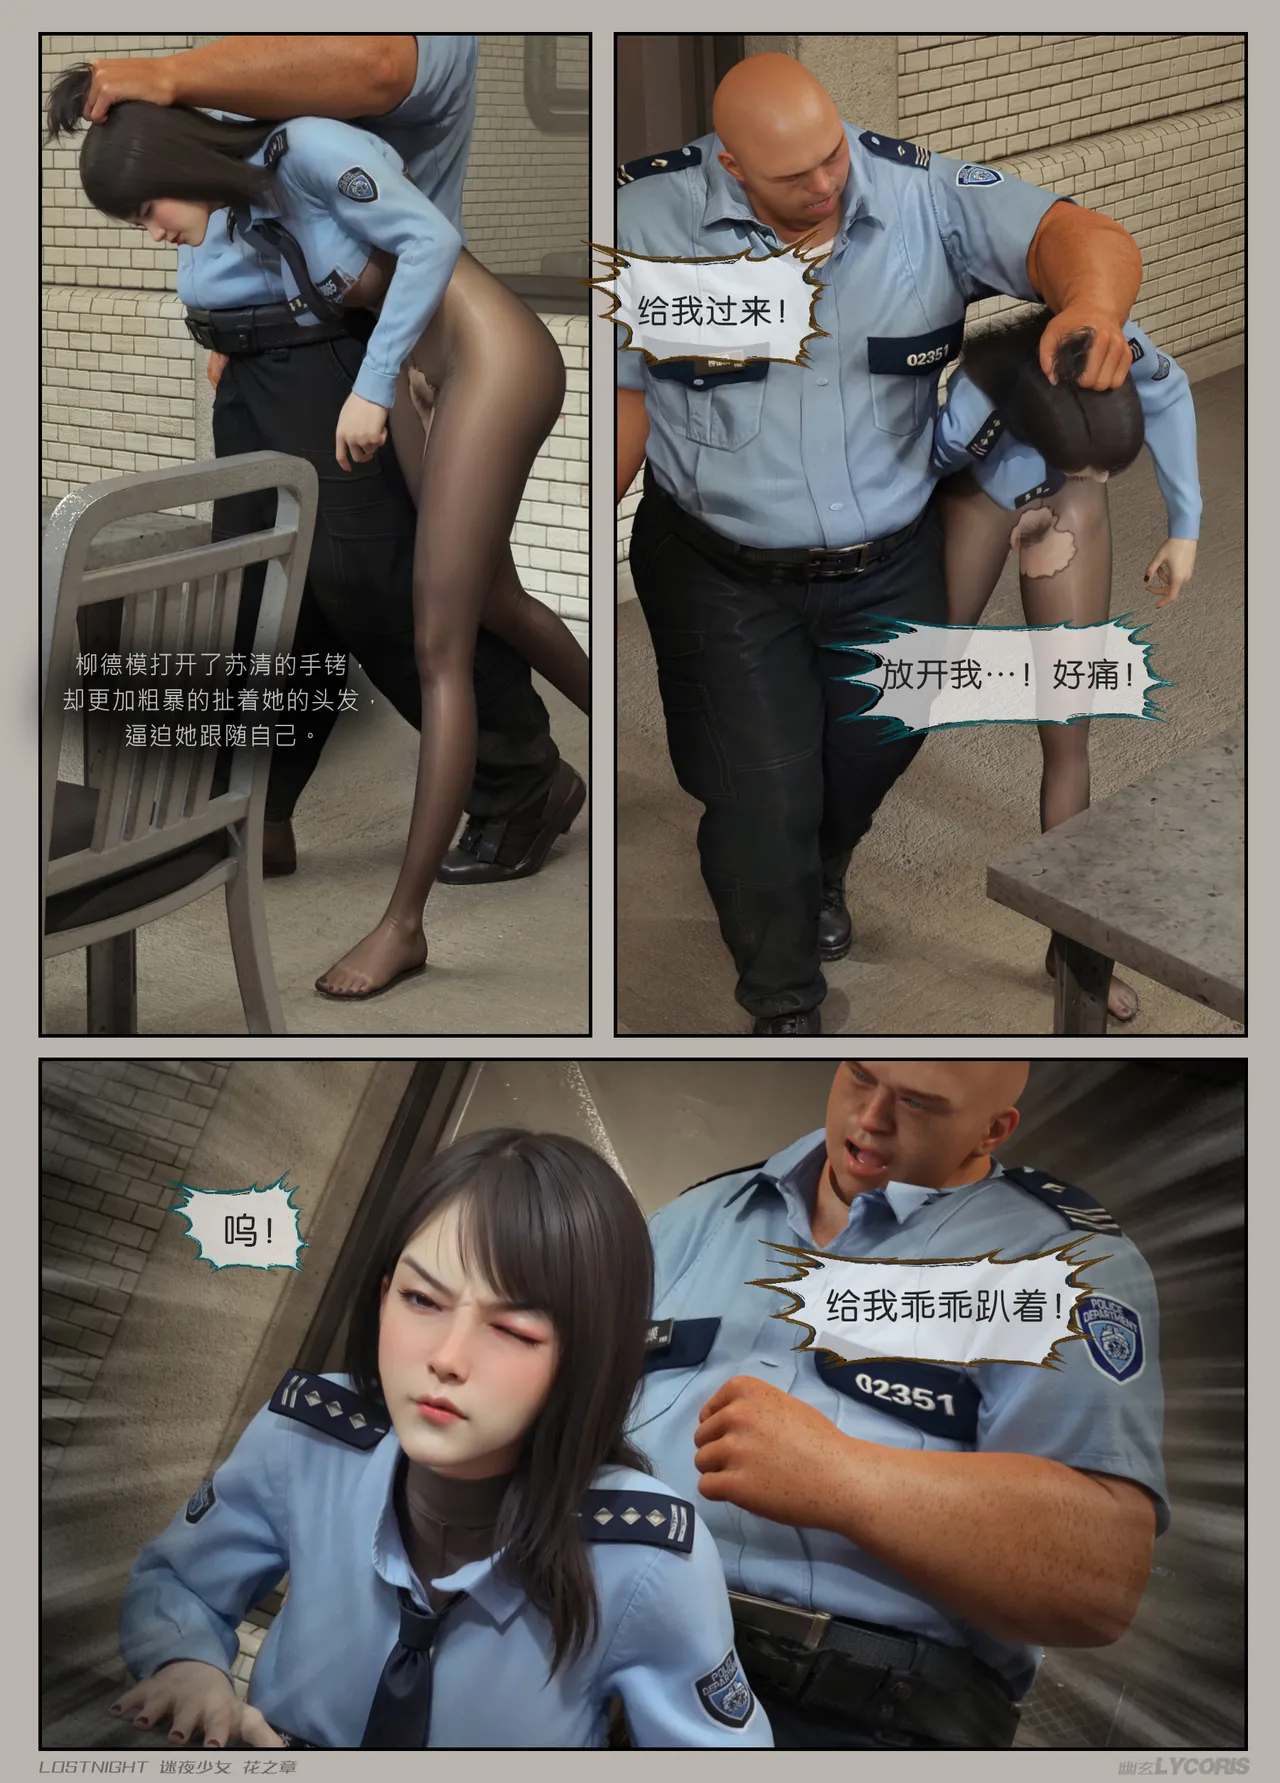 柳德模打开了苏清的手铐，
却更加粗暴的扯着她的头发，
逼迫她跟随自己。
给我过来！
02351
放开我…！好痛！
呜！
给我乖乖趴着！
POLICE
DEPARTMENT
02351
POLICE
DEPARTMENT
LOSTNIGHT 迷夜少女 花之章
幽玄LYCORIS